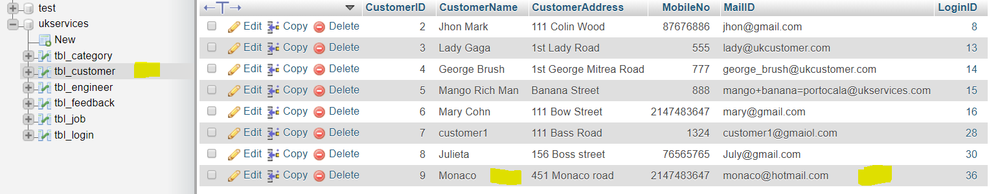 test
ukservices
New
tbl_category
tbl_customer
tbl_engineer
tbl_feedback
tbl_job
tbl_login
CustomerID CustomerName CustomerAddress MobileNo MailID LoginID
Edit Copy Delete 2 Jhon Mark 111 Colin Wood 87676886 jhon@gmail.com 8
Edit Copy Delete 3 Lady Gaga 1st Lady Road 555 lady@ukcustomer.com 13
Edit Copy Delete 4 George Brush 1st George Mitrea Road 777 george_brush@ukcustomer.com 14
Edit Copy Delete 5 Mango Rich Man Banana Street 888 mango+banana=portocala@ukservices.com 15
Edit Copy Delete 6 Mary Cohn 111 Bow Street 2147483647 mary@gmail.com 16
Edit Copy Delete 7 customer1 111 Bass Road 1324 customer1@gmaiol.com 28
Edit Copy Delete 8 Julieta 156 Boss street 76565765 July@gmail.com 30
Edit Copy Delete 9 Monaco 451 Monaco road 2147483647 monaco@hotmail.com 36